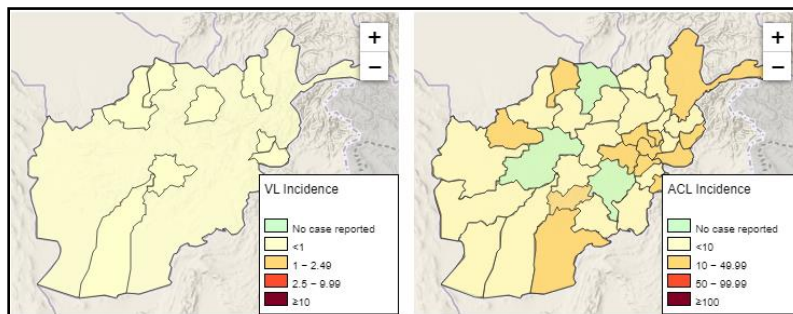 +
−
VL Incidence
No case reported
<1
1 – 2.49
2.5 – 9.99
≥10
+
−
ACL Incidence
No case reported
<10
10 – 49.99
50 – 99.99
≥100